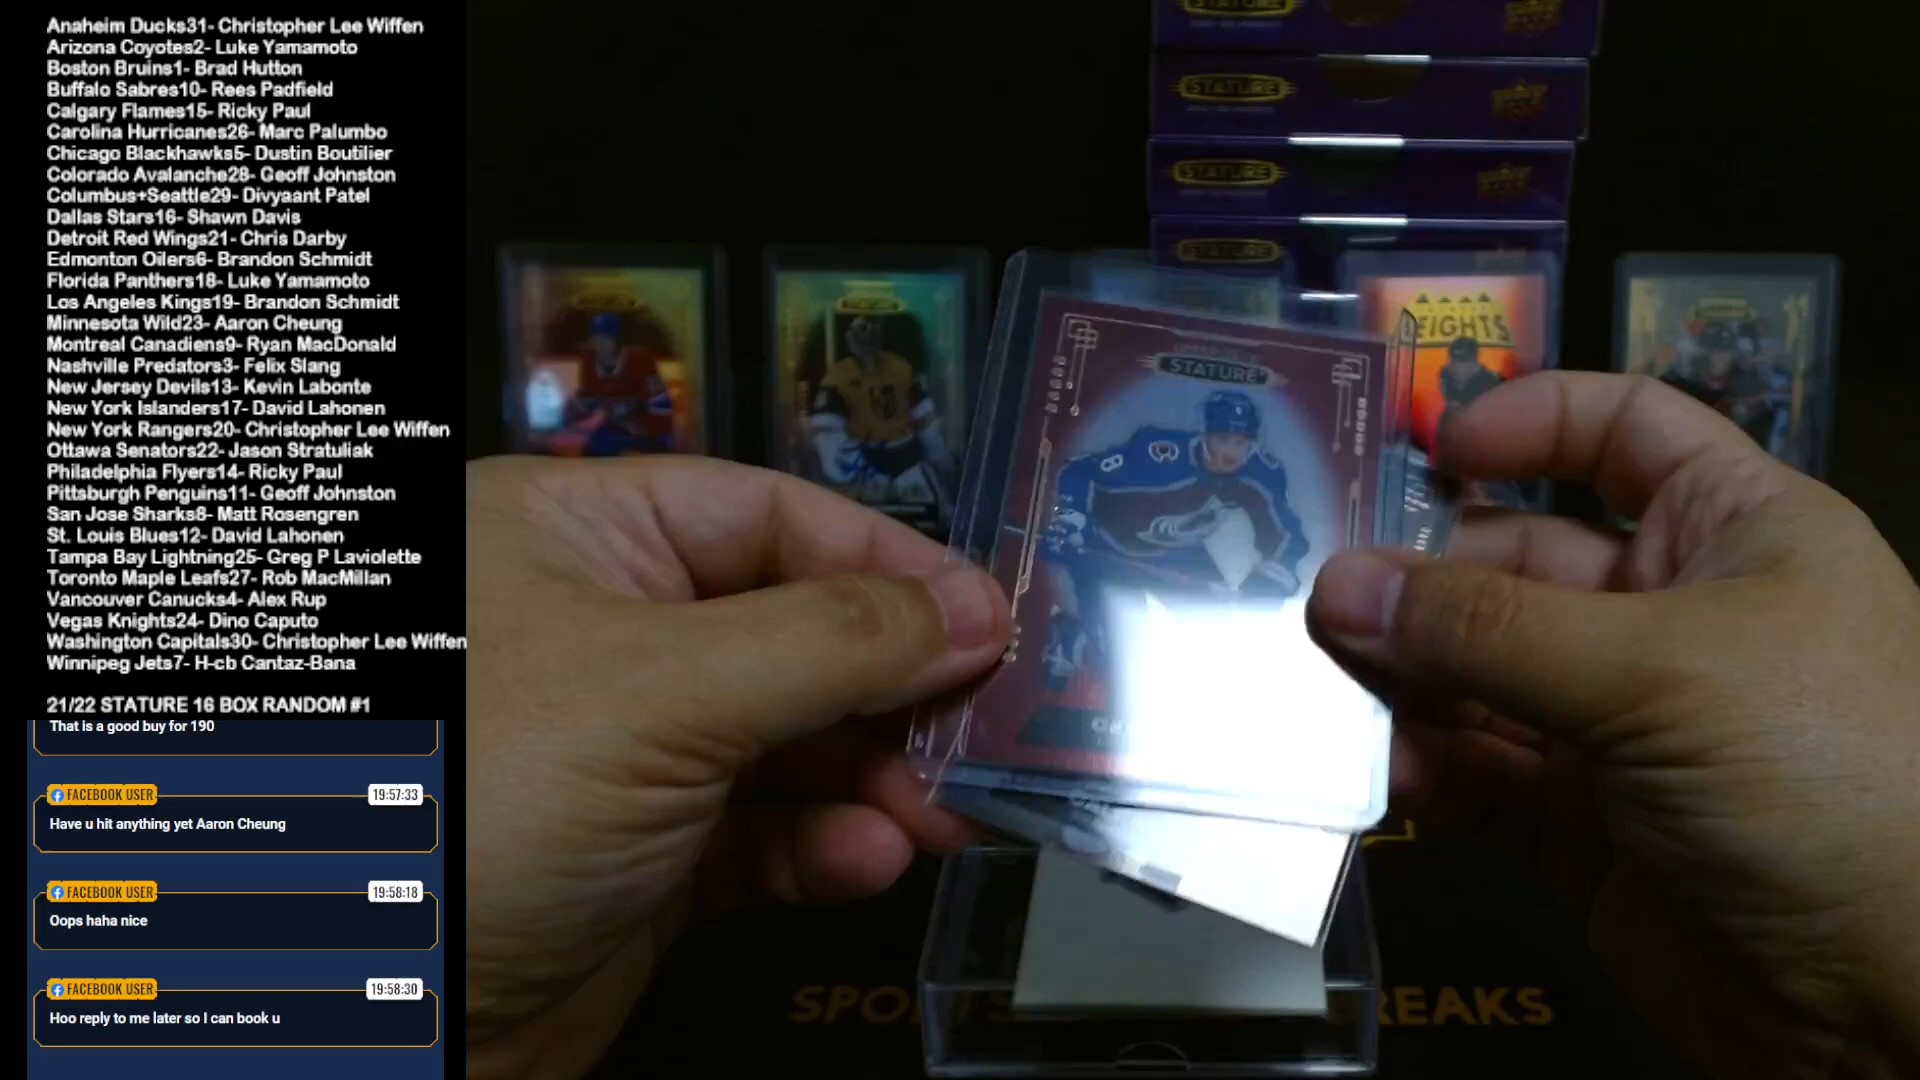 Anaheim Ducks31- Christopher Lee Wiffen
Arizona Coyotes2- Luke Yamamoto
Boston Bruins1- Brad Hutton
Buffalo Sabres10- Rees Padfield
Calgary Flames15- Ricky Paul
Carolina Hurricanes26- Marc Palumbo
Chicago Blackhawks5- Dustin Boutilier
Colorado Avalanche28- Geoff Johnston
Columbus+Seattle29- Divyaant Patel
Dallas Stars16- Shawn Davis
Detroit Red Wings21- Chris Darby
Edmonton Oilers6- Brandon Schmidt
Florida Panthers18- Luke Yamamoto
Los Angeles Kings19- Brandon Schmidt
Minnesota Wild23- Aaron Cheung
Montreal Canadiens9- Ryan MacDonald
Nashville Predators3- Felix Slang
New Jersey Devils13- Kevin Labonte
New York Islanders17- David Lahonen
New York Rangers20- Christopher Lee Wiffen
Ottawa Senators22- Jason Stratuliak
Philadelphia Flyers14- Ricky Paul
Pittsburgh Penguins11- Geoff Johnston
San Jose Sharks8- Matt Rosengren
St. Louis Blues12- David Lahonen
Tampa Bay Lightning25- Greg P Laviolette
Toronto Maple Leafs27- Rob MacMillan
Vancouver Canucks4- Alex Rup
Vegas Knights24- Dino Caputo
Washington Capitals30- Christopher Lee Wiffen
Winnipeg Jets7- H-cb Cantaz-Bana
21/22 STATURE 16 BOX RANDOM #1
That is a good buy for 190
FACEBOOK USER 19:57:33
Have u hit anything yet Aaron Cheung
FACEBOOK USER 19:58:18
Oops haha nice
FACEBOOK USER 19:58:30
Hoo reply to me later so I can book u
STATURE
STATURE
STATURE
STATURE
EIGHTS
UPPER DECK
STATURE
8
SPO
REAKS